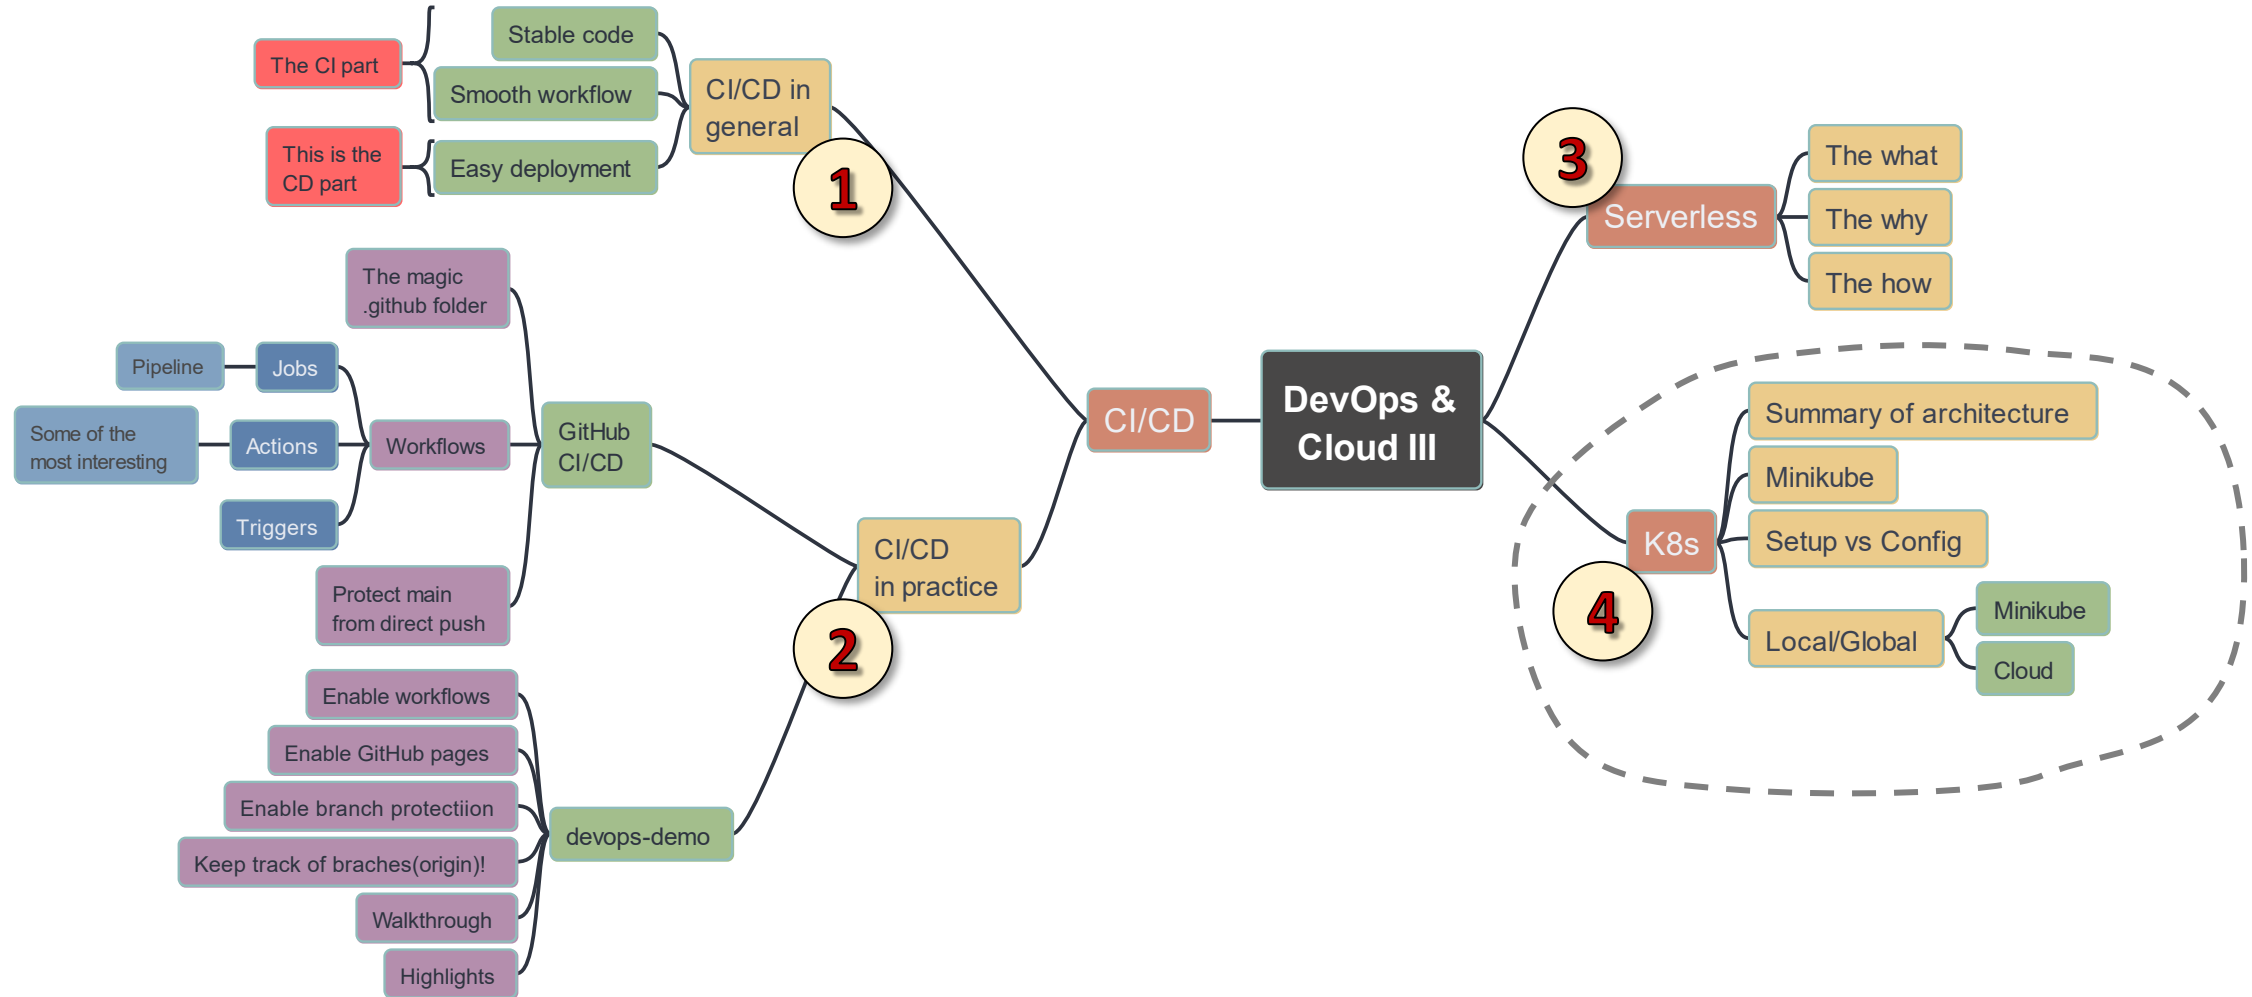 The CI part
Stable code
Smooth workflow
This is the
CD part
Easy deployment
CI/CD in
general
1
The magic
.github folder
Pipeline
Jobs
Some of the
most interesting
Actions
Triggers
Workflows
GitHub
CI/CD
Protect main
from direct push
CI/CD
in practice
2
Enable workflows
Enable GitHub pages
Enable branch protectiion
Keep track of braches(origin)!
Walkthrough
Highlights
devops-demo
CI/CD
DevOps &
Cloud III
3
Serverless
The what
The why
The how
K8s
4
Summary of architecture
Minikube
Setup vs Config
Local/Global
Minikube
Cloud